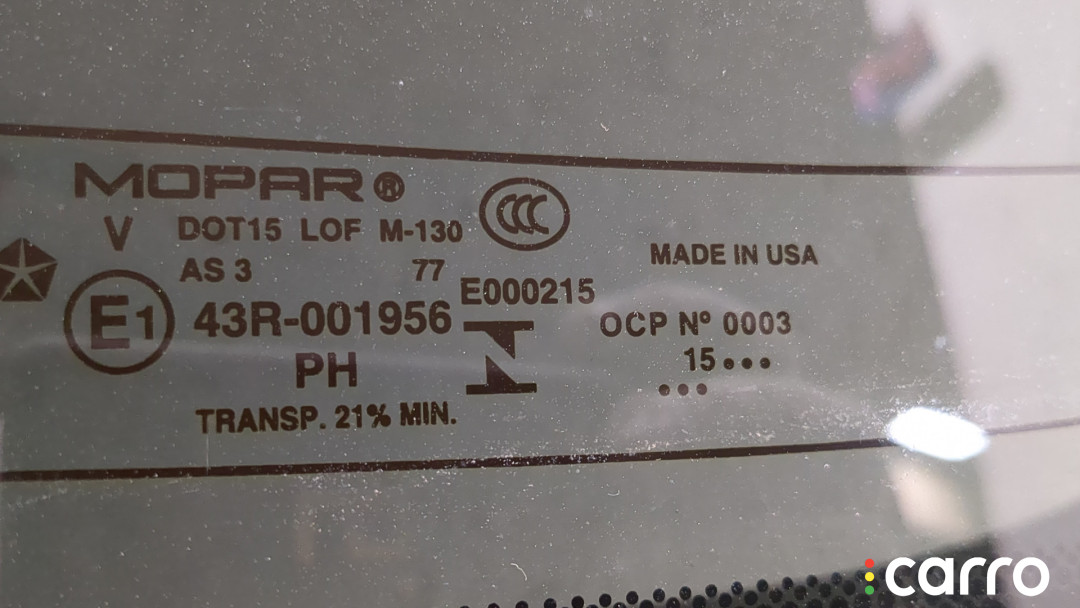 MOPAR®
V DOT15 LOF M-130 CCC
AS 3 77
MADE IN USA
E1 43R-001956 E000215
OCP Nº 0003
PH N
15•••
•••
TRANSP. 21% MIN.
carro